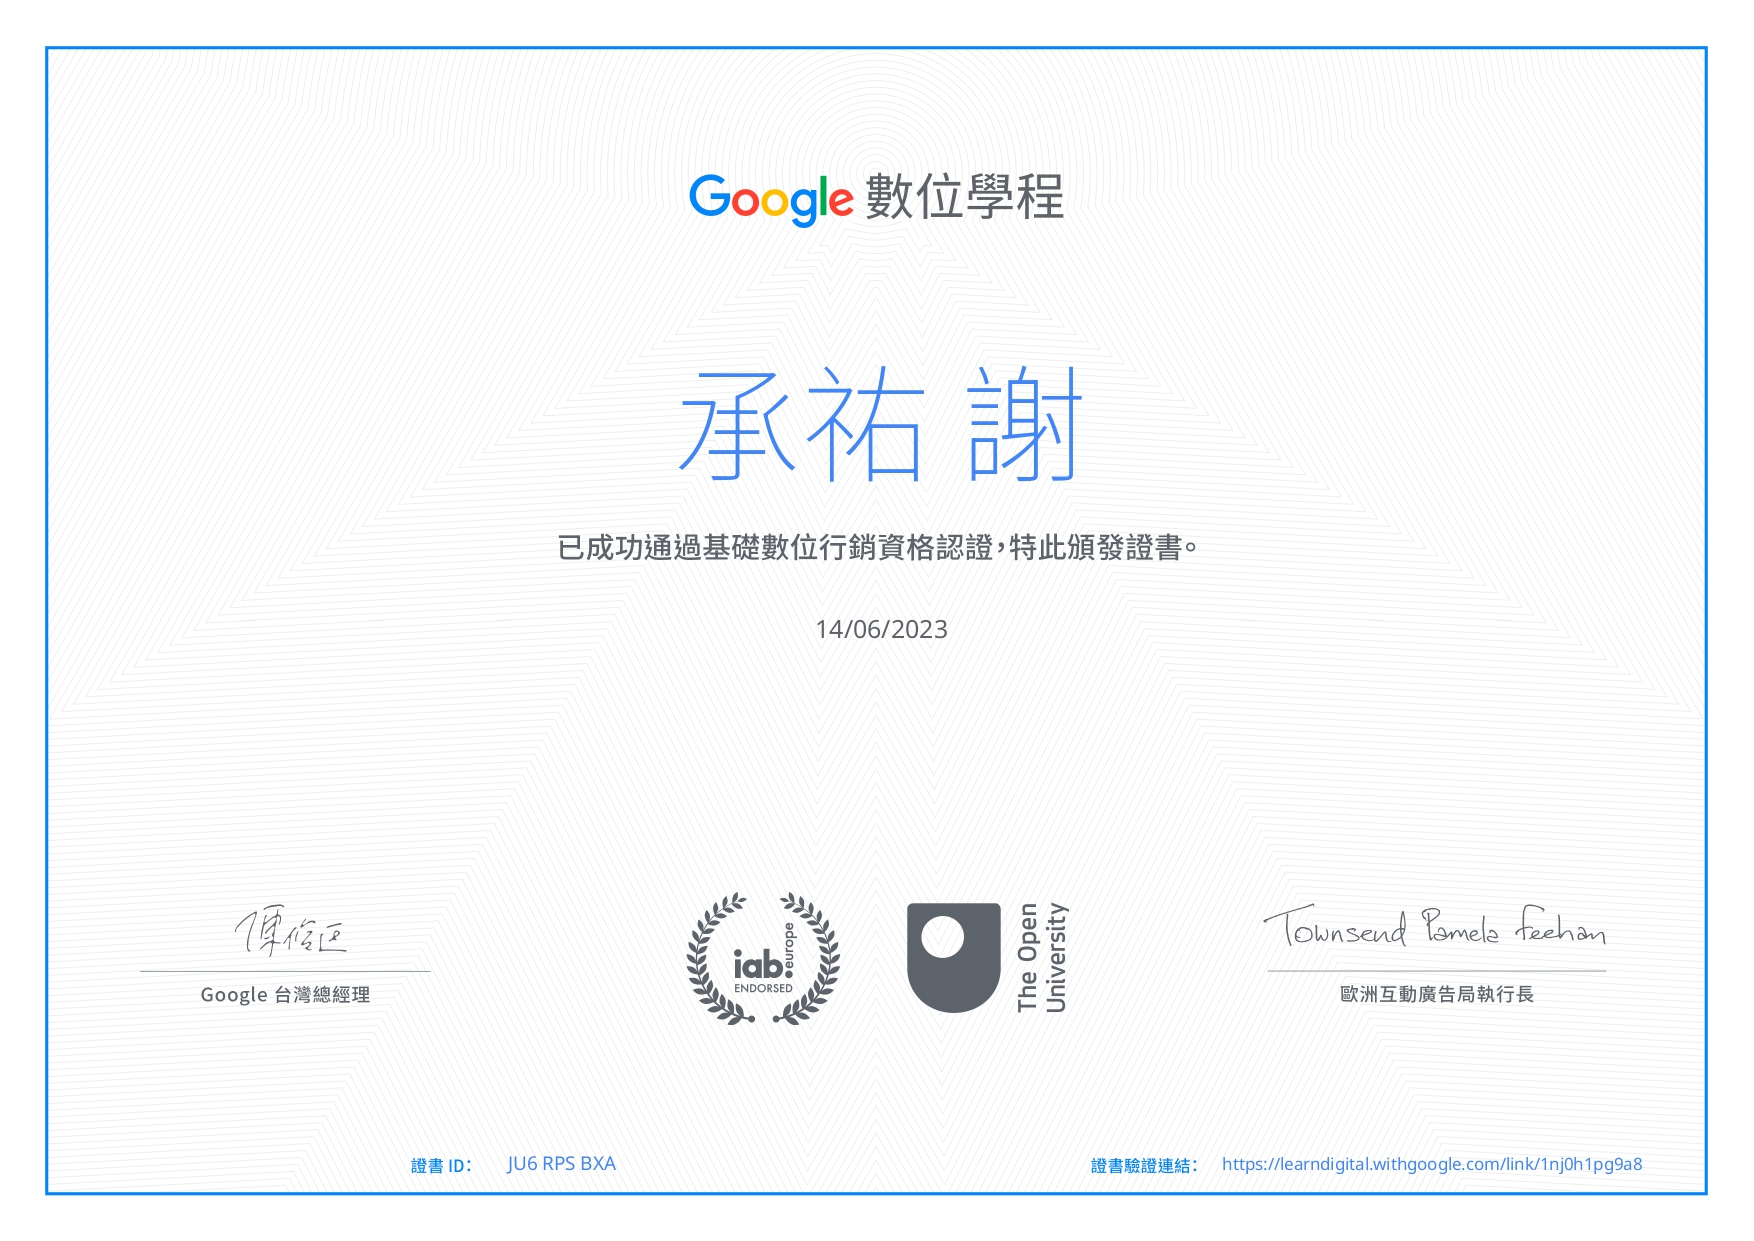 Google 數位學程
承祐 謝
已成功通過基礎數位行銷資格認證，特此頒發證書。
14/06/2023
陳俊廷
Townsend Pamela Feehan
Google 台灣總經理
iab.europe
ENDORSED
The Open
University
歐洲互動廣告局執行長
證書 ID： JU6 RPS BXA
證書驗證連結： https://learndigital.withgoogle.com/link/1nj0h1pg9a8